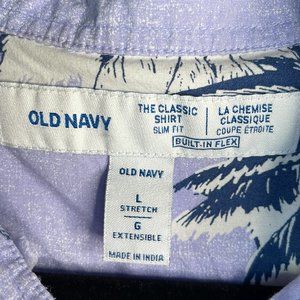 OLD NAVY
THE CLASSIC
SHIRT
SLIM FIT
LA CHEMISE
CLASSIQUE
COUPE ÉTROITE
BUILT-IN FLEX
OLD NAVY
L
STRETCH
G
EXTENSIBLE
MADE IN INDIA